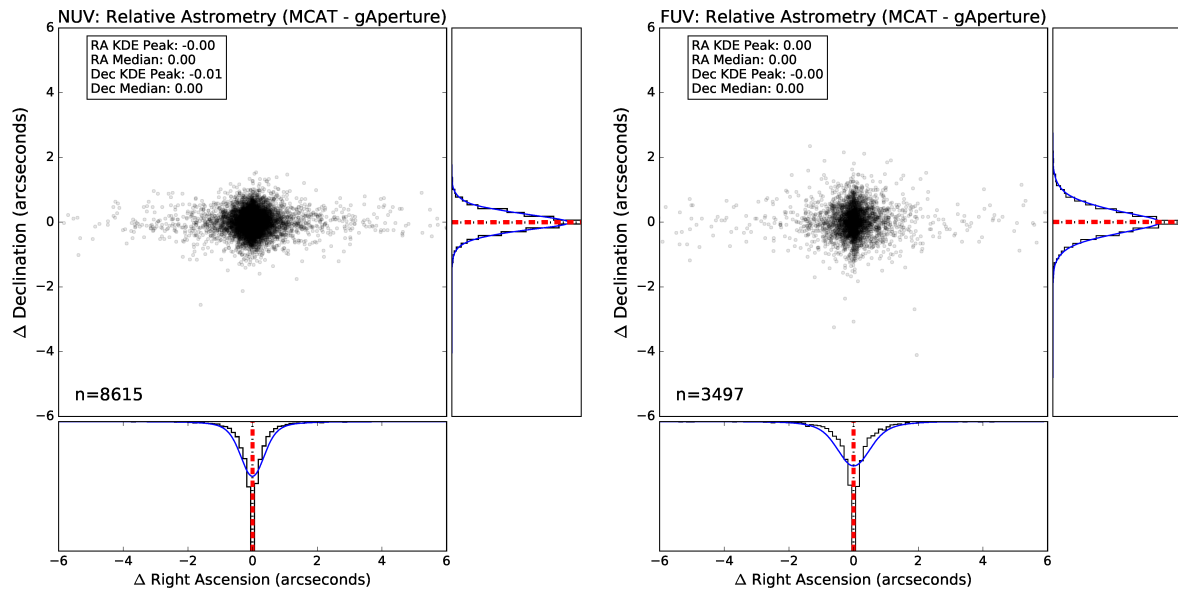 NUV: Relative Astrometry (MCAT - gAperture)
RA KDE Peak: -0.00
RA Median: 0.00
Dec KDE Peak: -0.01
Dec Median: 0.00
6
4
2
0
−2
−4
−6
Δ Declination (arcseconds)
n=8615
−6 −4 −2 0 2 4 6
Δ Right Ascension (arcseconds)
FUV: Relative Astrometry (MCAT - gAperture)
RA KDE Peak: 0.00
RA Median: 0.00
Dec KDE Peak: -0.00
Dec Median: 0.00
6
4
2
0
−2
−4
−6
Δ Declination (arcseconds)
n=3497
−6 −4 −2 0 2 4 6
Δ Right Ascension (arcseconds)